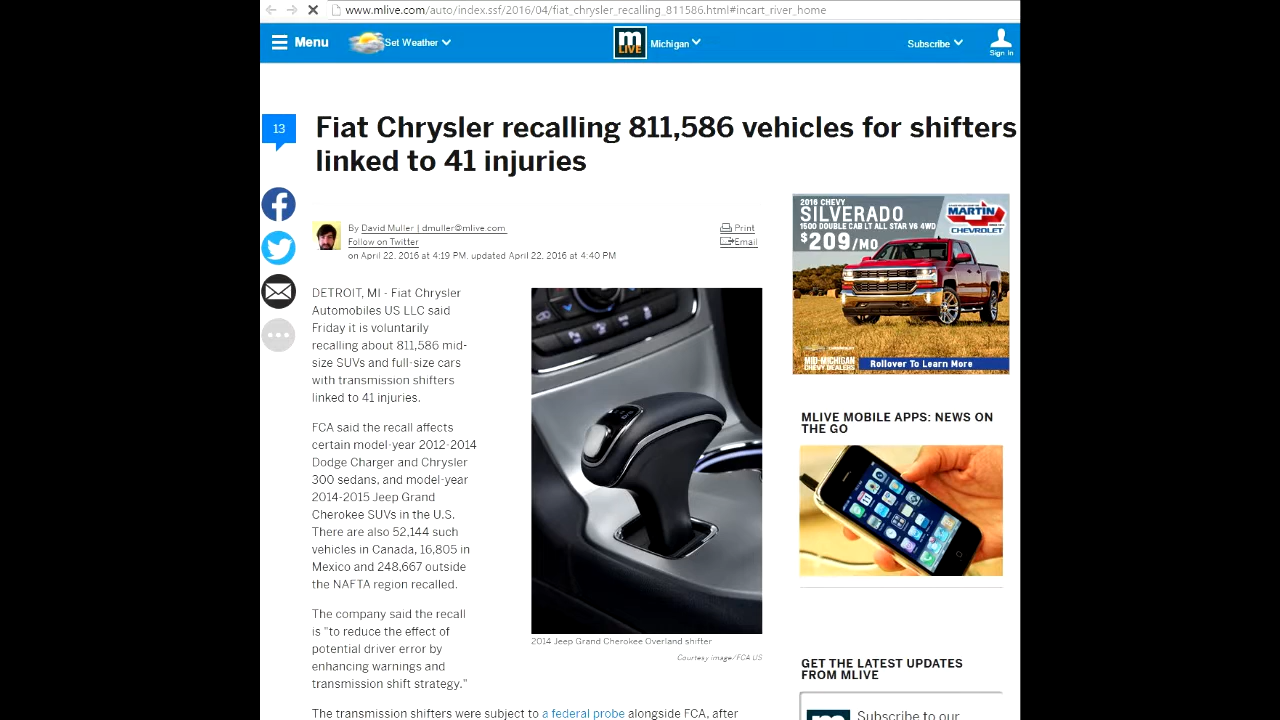 www.mlive.com/auto/index.ssf/2016/04/fiat_chrysler_recalling_811586.html#incart_river_home
Menu
Set Weather
m
LIVE
Michigan
Subscribe
Sign in
13
Fiat Chrysler recalling 811,586 vehicles for shifters
linked to 41 injuries
By David Muller | dmuller@mlive.com
Follow on Twitter
on April 22, 2016 at 4:19 PM, updated April 22, 2016 at 4:40 PM
Print
Email
DETROIT, MI - Fiat Chrysler
Automobiles US LLC said
Friday it is voluntarily
recalling about 811,586 mid-
size SUVs and full-size cars
with transmission shifters
linked to 41 injuries.
FCA said the recall affects
certain model-year 2012-2014
Dodge Charger and Chrysler
300 sedans, and model-year
2014-2015 Jeep Grand
Cherokee SUVs in the U.S.
There are also 52,144 such
vehicles in Canada, 16,805 in
Mexico and 248,667 outside
the NAFTA region recalled.
The company said the recall
is "to reduce the effect of
potential driver error by
enhancing warnings and
transmission shift strategy."
The transmission shifters were subject to a federal probe alongside FCA, after
2014 Jeep Grand Cherokee Overland shifter
Courtesy image/FCA US
2016 CHEVY
SILVERADO
1500 DOUBLE CAB LT ALL STAR V6 4WD
$209/MO
MARTIN
CHEVROLET
MID-MICHIGAN
CHEVY DEALERS
Rollover To Learn More
MLIVE MOBILE APPS: NEWS ON
THE GO
GET THE LATEST UPDATES
FROM MLIVE
Subscribe to our